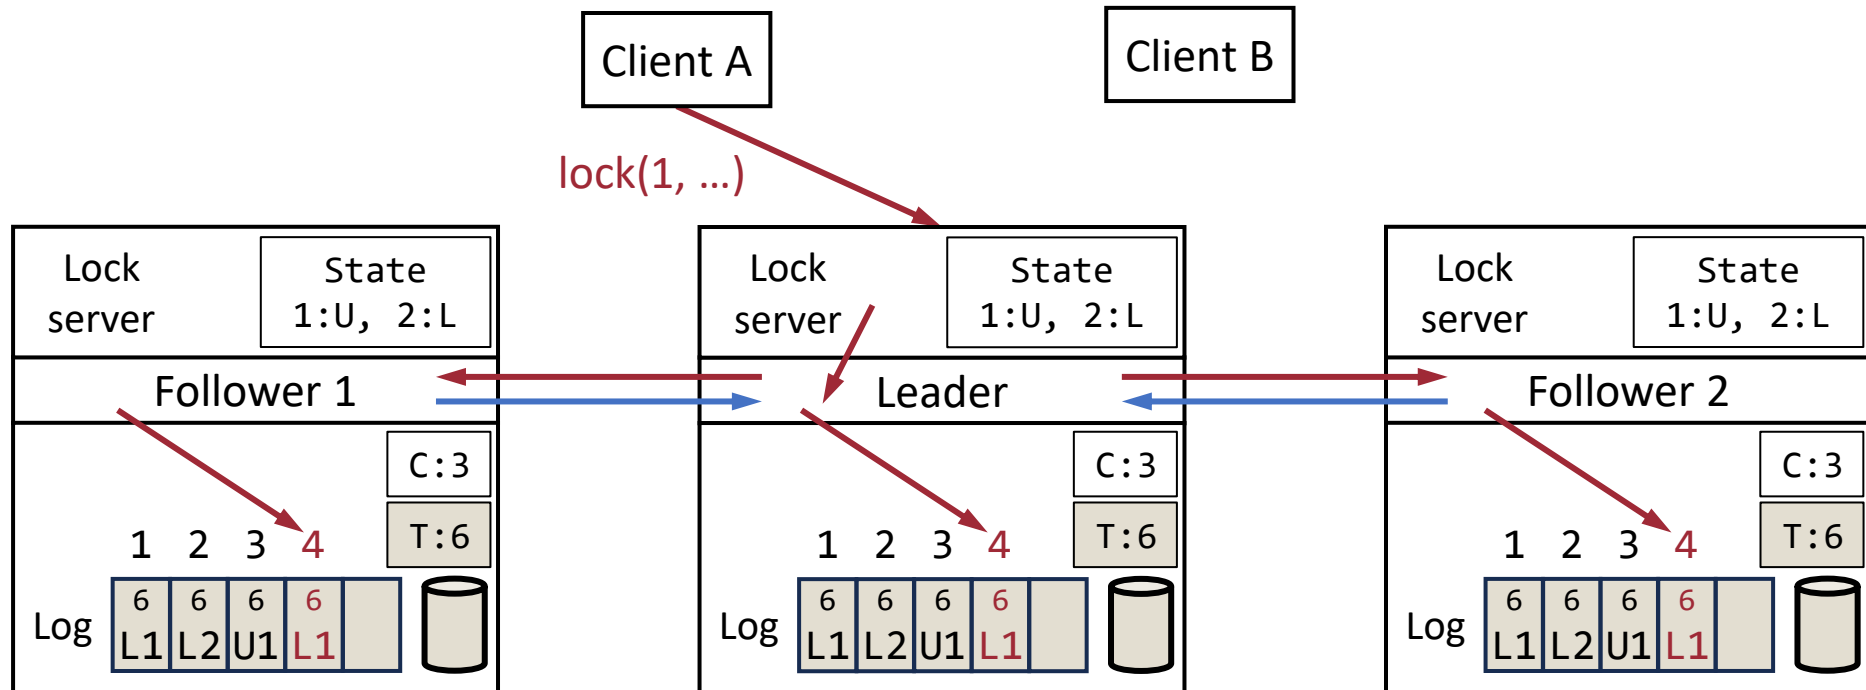 Client A
Client B
lock(1, …)
Lock server
State
1:U, 2:L
Follower 1
C:3
T:6
1 2 3 4
6 6 6 6
Log L1 L2 U1 L1
Lock server
State
1:U, 2:L
Leader
C:3
T:6
1 2 3 4
6 6 6 6
Log L1 L2 U1 L1
Lock server
State
1:U, 2:L
Follower 2
C:3
T:6
1 2 3 4
6 6 6 6
Log L1 L2 U1 L1